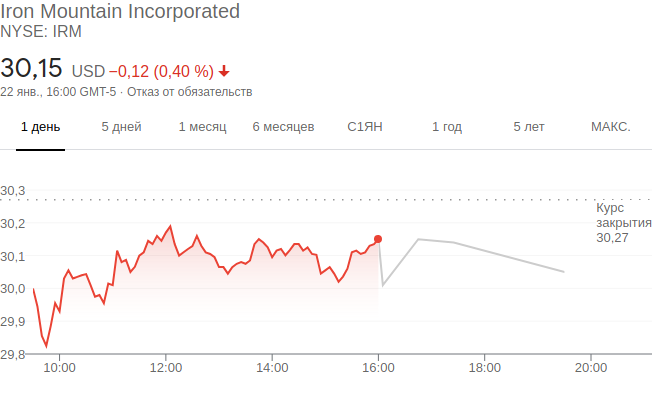 Iron Mountain Incorporated
NYSE: IRM
30,15 USD −0,12 (0,40 %)
22 янв., 16:00 GMT-5 · Отказ от обязательств
1 день 5 дней 1 месяц 6 месяцев С1ЯН 1 год 5 лет МАКС.
30,3
Курс
закрытия
30,27
30,2
30,1
30,0
29,9
29,8
10:00 12:00 14:00 16:00 18:00 20:00